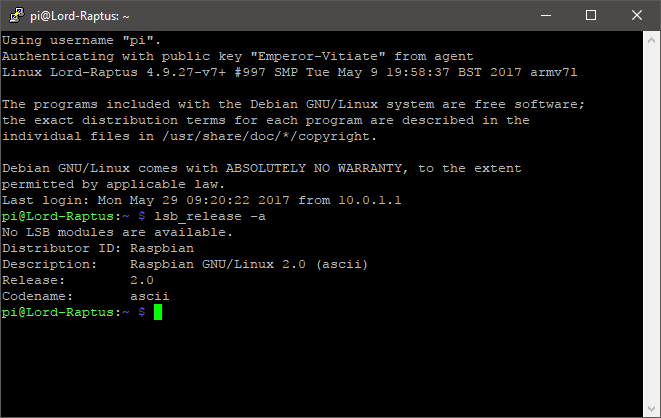 pi@Lord-Raptus: ~
Using username "pi".
Authenticating with public key "Emperor-Vitiate" from agent
Linux Lord-Raptus 4.9.27-v7+ #997 SMP Tue May 9 19:58:37 BST 2017 armv7l

The programs included with the Debian GNU/Linux system are free software;
the exact distribution terms for each program are described in the
individual files in /usr/share/doc/*/copyright.

Debian GNU/Linux comes with ABSOLUTELY NO WARRANTY, to the extent
permitted by applicable law.
Last login: Mon May 29 09:20:22 2017 from 10.0.1.1
pi@Lord-Raptus:~ $ lsb_release -a
No LSB modules are available.
Distributor ID: Raspbian
Description:    Raspbian GNU/Linux 2.0 (ascii)
Release:        2.0
Codename:       ascii
pi@Lord-Raptus:~ $